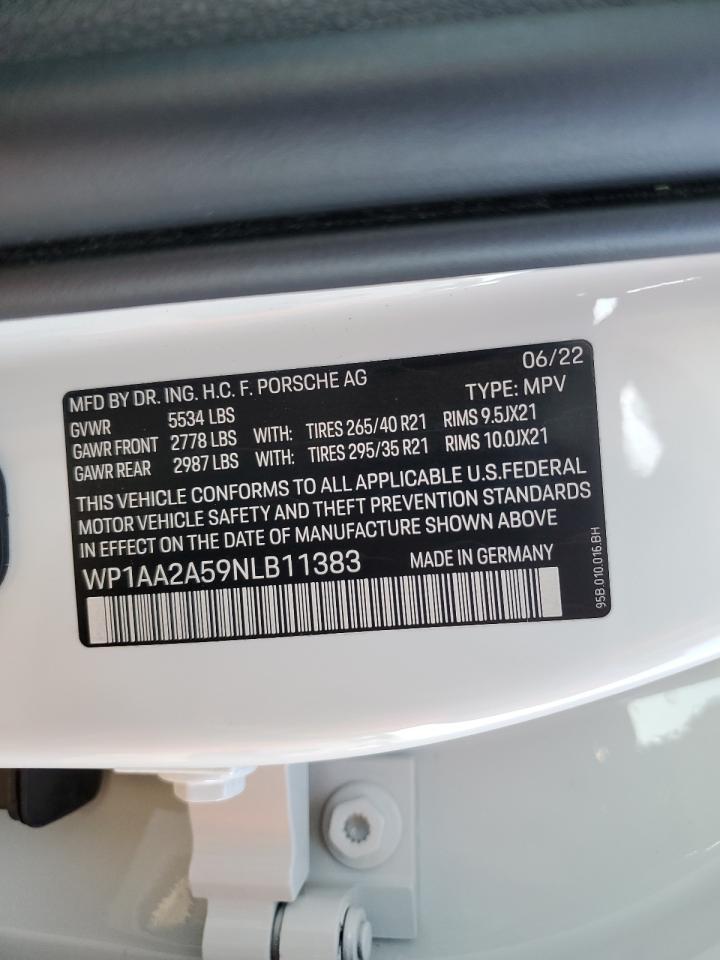 06/22
MFD BY DR. ING. H.C. F. PORSCHE AG TYPE: MPV
GVWR 5534 LBS
GAWR FRONT 2778 LBS WITH: TIRES 265/40 R21 RIMS 9.5JX21
GAWR REAR 2987 LBS WITH: TIRES 295/35 R21 RIMS 10.0JX21
THIS VEHICLE CONFORMS TO ALL APPLICABLE U.S.FEDERAL
MOTOR VEHICLE SAFETY AND THEFT PREVENTION STANDARDS
IN EFFECT ON THE DATE OF MANUFACTURE SHOWN ABOVE
WP1AA2A59NLB11383 MADE IN GERMANY
95B.010.016.BH